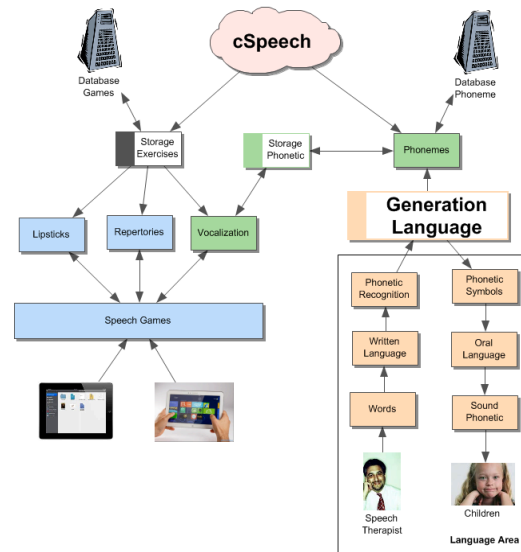 cSpeech
Database
Games
Database
Phoneme
Storage
Exercises
Storage
Phonetic
Phonemes
Generation
Language
Lipsticks
Repertories
Vocalization
Phonetic
Recognition
Phonetic
Symbols
Speech Games
Written
Language
Oral
Language
Words
Sound
Phonetic
Speech
Therapist
Children
Language Area